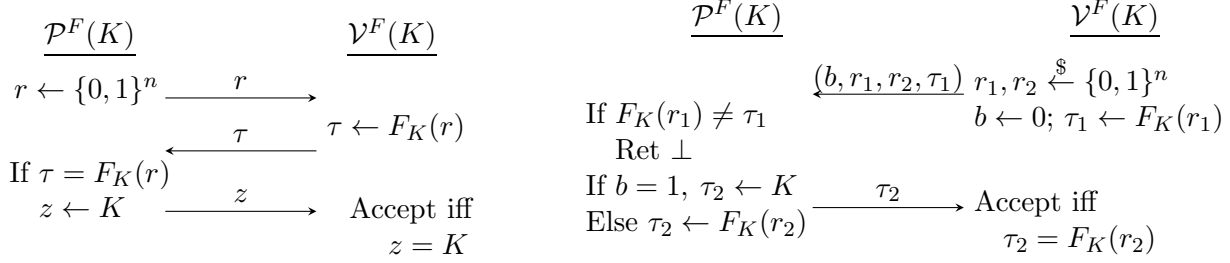 𝒫^F(K) 𝒱^F(K)
r ← {0,1}^n r
τ ← F_K(r)
τ
If τ = F_K(r)
z ← K z Accept iff
z = K
𝒫^F(K) 𝒱^F(K)
(b, r_1, r_2, τ_1) r_1, r_2 ←$ {0,1}^n
If F_K(r_1) ≠ τ_1 b ← 0; τ_1 ← F_K(r_1)
Ret ⊥
If b = 1, τ_2 ← K τ_2 Accept iff
Else τ_2 ← F_K(r_2) τ_2 = F_K(r_2)